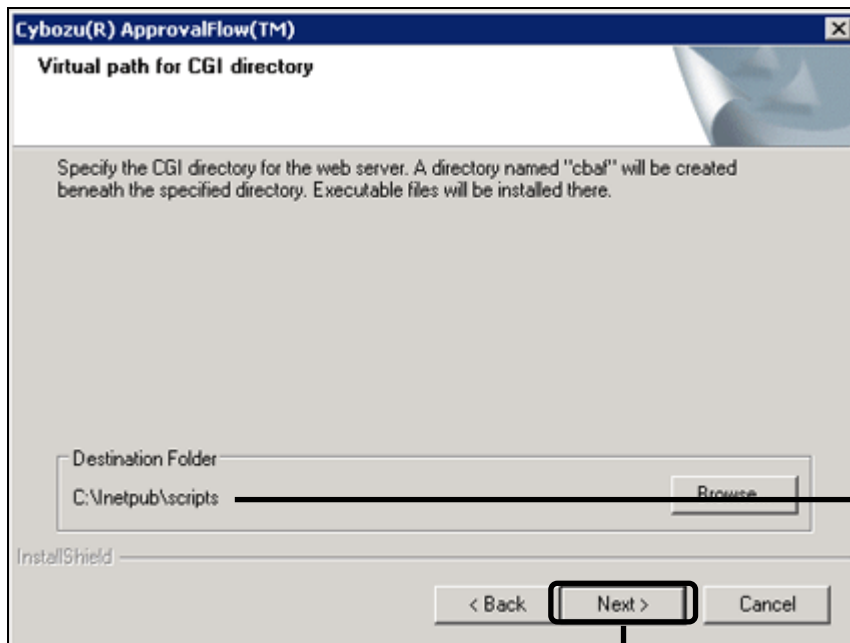 Cybozu(R) ApprovalFlow(TM)
Virtual path for CGI directory
Specify the CGI directory for the web server. A directory named "cbaf" will be created
beneath the specified directory. Executable files will be installed there.
Destination Folder
C:\Inetpub\scripts
Browse...
InstallShield
< Back
Next >
Cancel